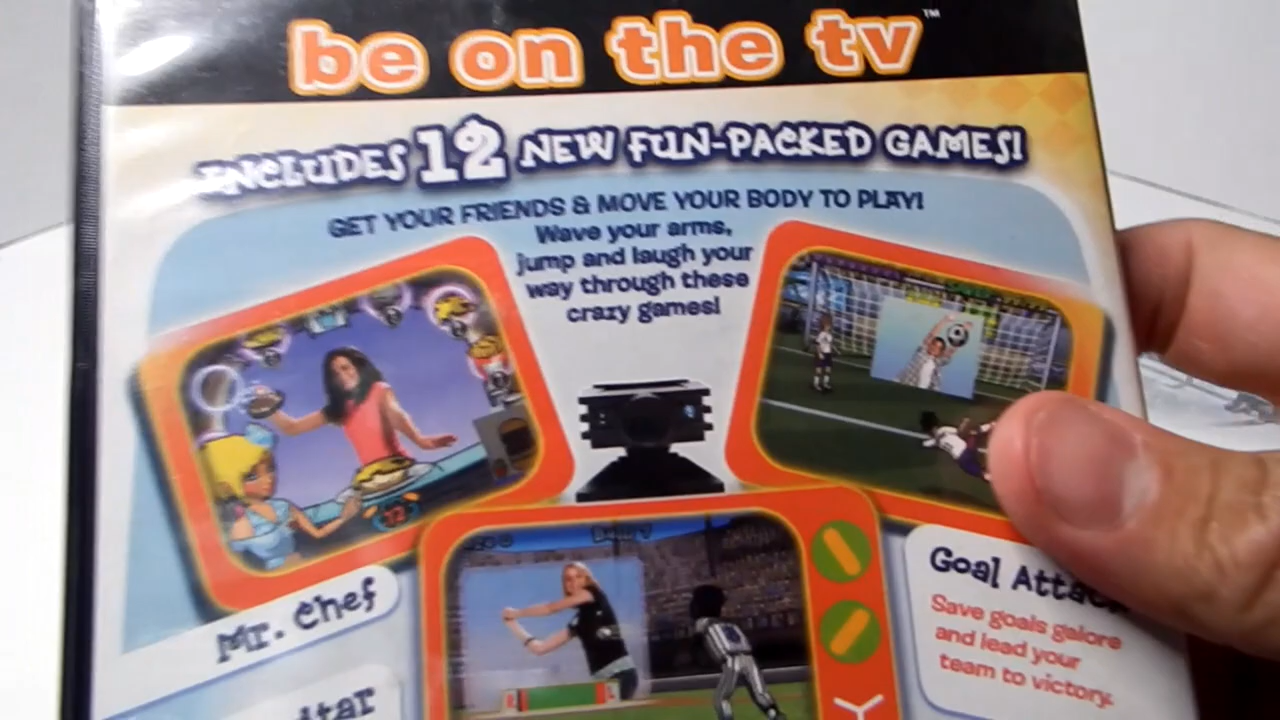 be on the tv™
INCLUDES 12 NEW FUN-PACKED GAMES!
GET YOUR FRIENDS & MOVE YOUR BODY TO PLAY!
Wave your arms,
jump and laugh your
way through these
crazy games!
Mr. Chef
Goal
Save goals galore
and lead your
team to victory.